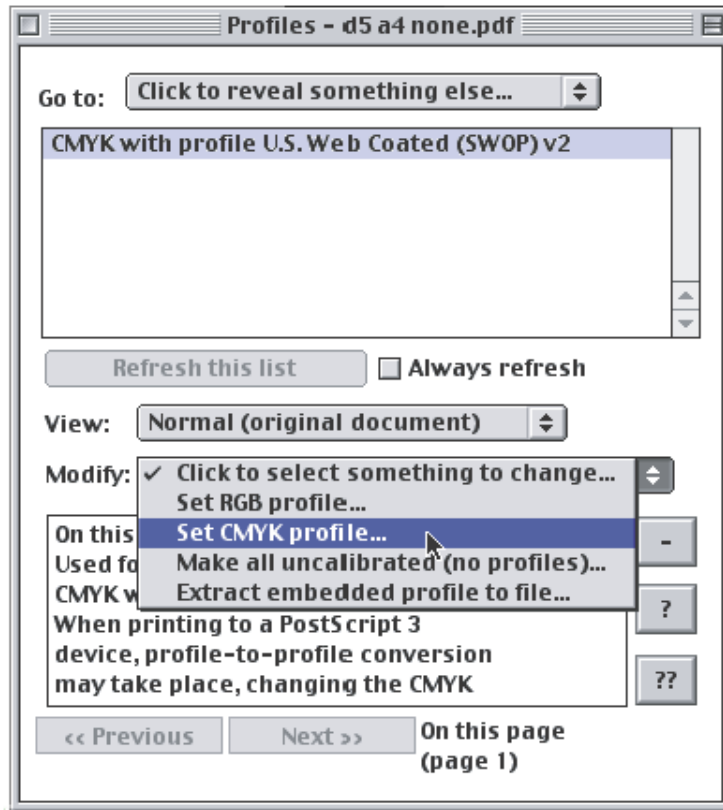 Profiles - d5 a4 none.pdf
Go to: Click to reveal something else...
CMYK with profile U.S. Web Coated (SWOP) v2
Refresh this list Always refresh
View: Normal (original document)
Modify: ✓ Click to select something to change...
Set RGB profile...
Set CMYK profile...
Make all uncalibrated (no profiles)...
Extract embedded profile to file...
On this
Used fo
CMYK w
When printing to a PostScript 3
device, profile-to-profile conversion
may take place, changing the CMYK
-
?
??
<< Previous Next >> On this page
(page 1)